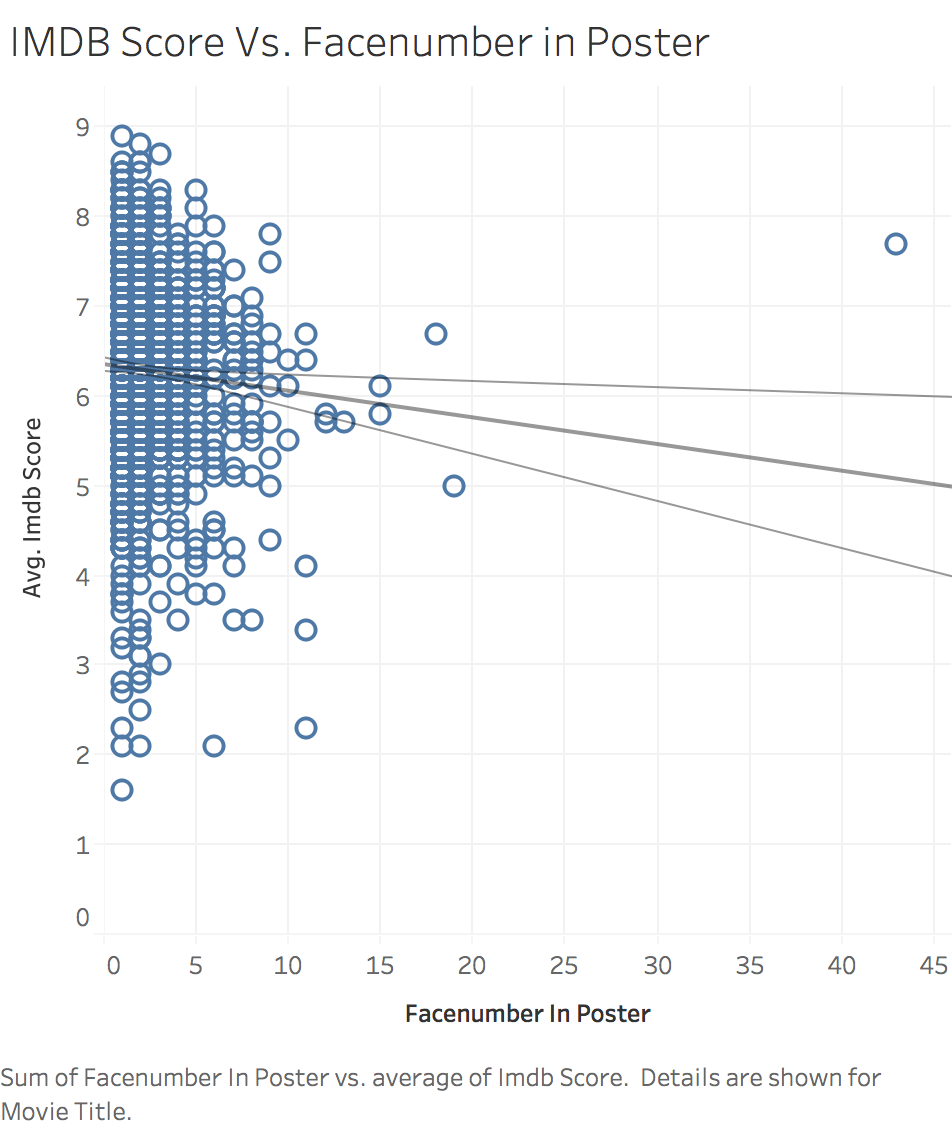 IMDB Score Vs. Facenumber in Poster
9
8
7
6
5
4
3
2
1
0
Avg. Imdb Score
0 5 10 15 20 25 30 35 40 45
Facenumber In Poster
Sum of Facenumber In Poster vs. average of Imdb Score.  Details are shown for
Movie Title.